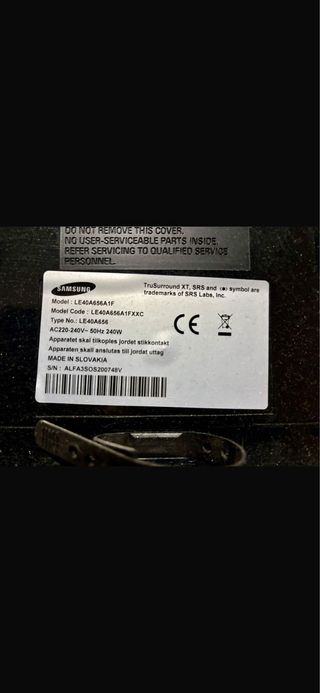 DO NOT REMOVE THIS COVER.
NO USER-SERVICEABLE PARTS INSIDE.
REFER SERVICING TO QUALIFIED SERVICE
PERSONNEL.
SAMSUNG
Model : LE40A656A1F
Model Code : LE40A656A1FXXC
Type No.: LE40A656
AC220-240V~ 50Hz 240W
Apparatet skal tilkoples jordet stikkontakt
Apparaten skall anslutas till jordat uttag
MADE IN SLOVAKIA
S/N : ALFA3SOS200748V
TruSurround XT, SRS and (●) symbol are
trademarks of SRS Labs, Inc.
CE